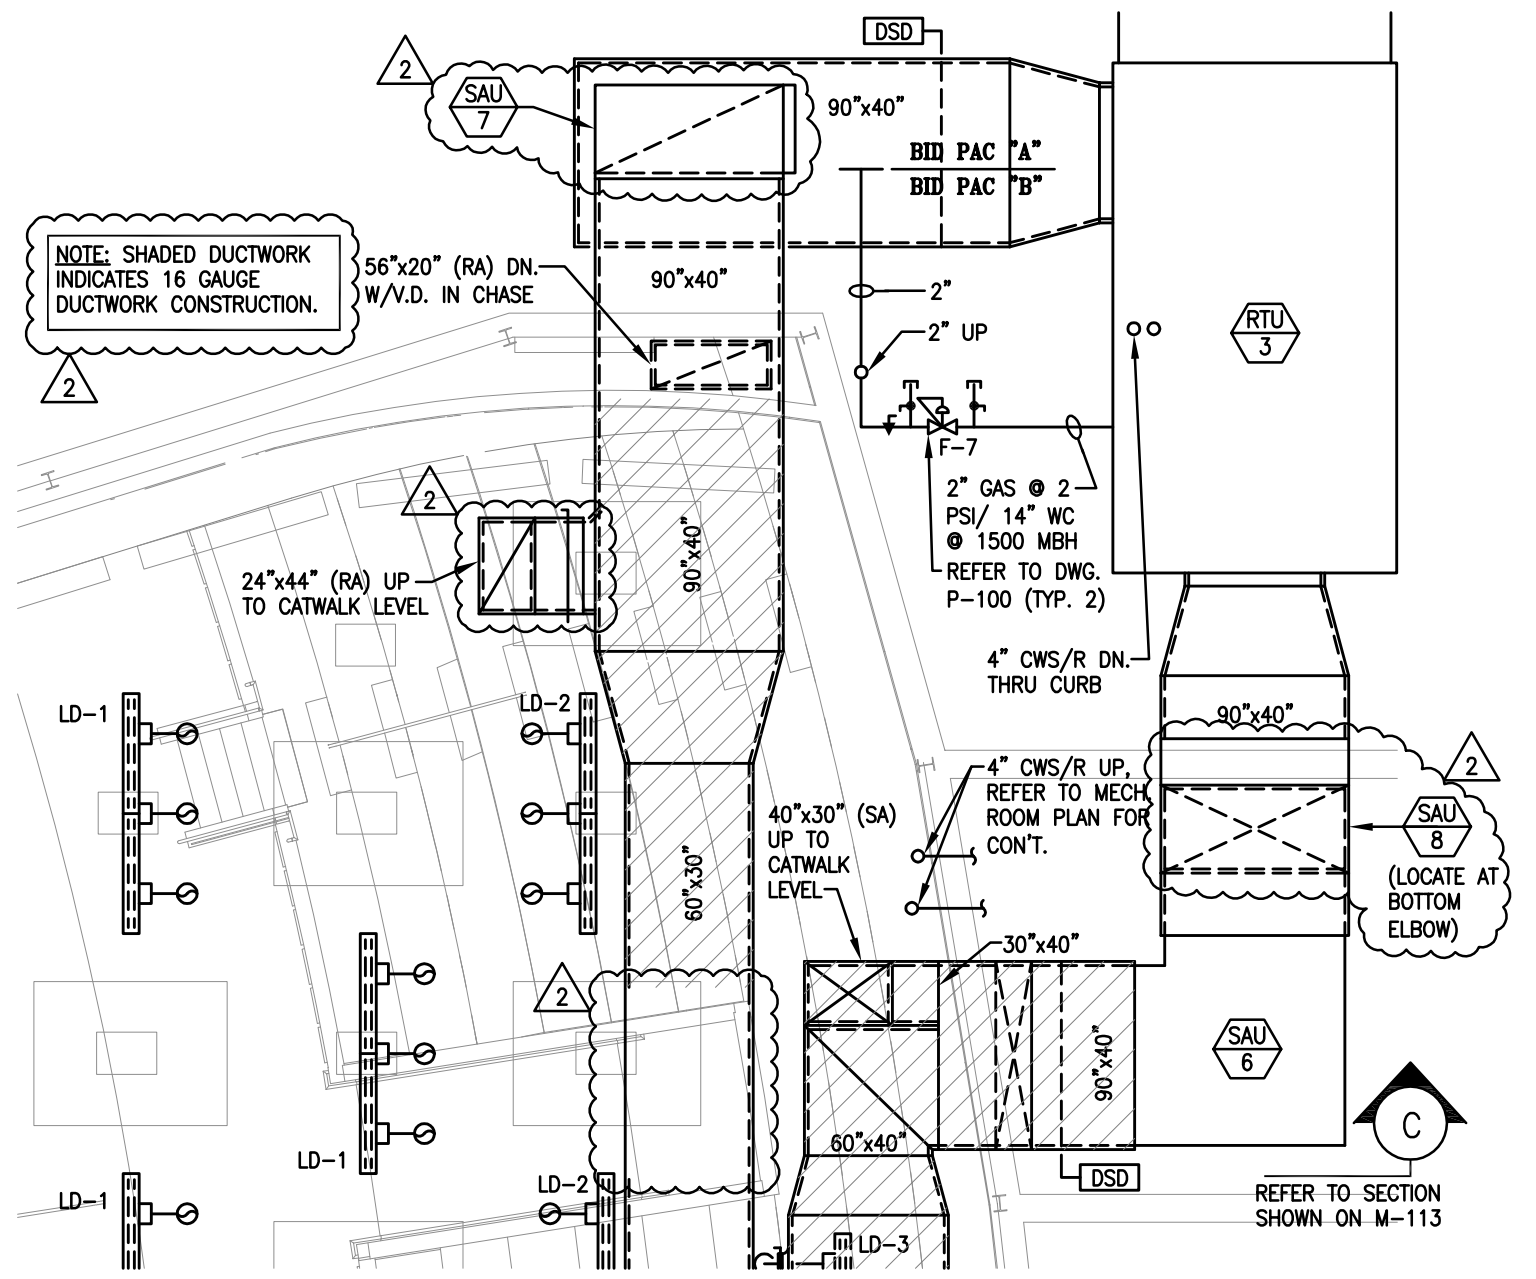 DSD
2
SAU
7
90"x40"
BID PAC "A"
BID PAC "B"
NOTE: SHADED DUCTWORK
INDICATES 16 GAUGE
DUCTWORK CONSTRUCTION.
2
56"x20" (RA) DN.
W/V.D. IN CHASE
90"x40"
2"
2" UP
RTU
3
F-7
2" GAS @ 2
PSI/ 14" WC
@ 1500 MBH
REFER TO DWG.
P-100 (TYP. 2)
2
90"x40"
24"x44" (RA) UP
TO CATWALK LEVEL
4" CWS/R DN.
THRU CURB
LD-1
LD-2
90"x40"
2
4" CWS/R UP,
REFER TO MECH
ROOM PLAN FOR
CON'T.
40"x30" (SA)
UP TO
CATWALK
LEVEL
SAU
8
(LOCATE AT
BOTTOM
ELBOW)
60"x30"
30"x40"
2
90"x40"
SAU
6
C
60"x40"
LD-1
LD-1
LD-2
DSD
REFER TO SECTION
SHOWN ON M-113
LD-3